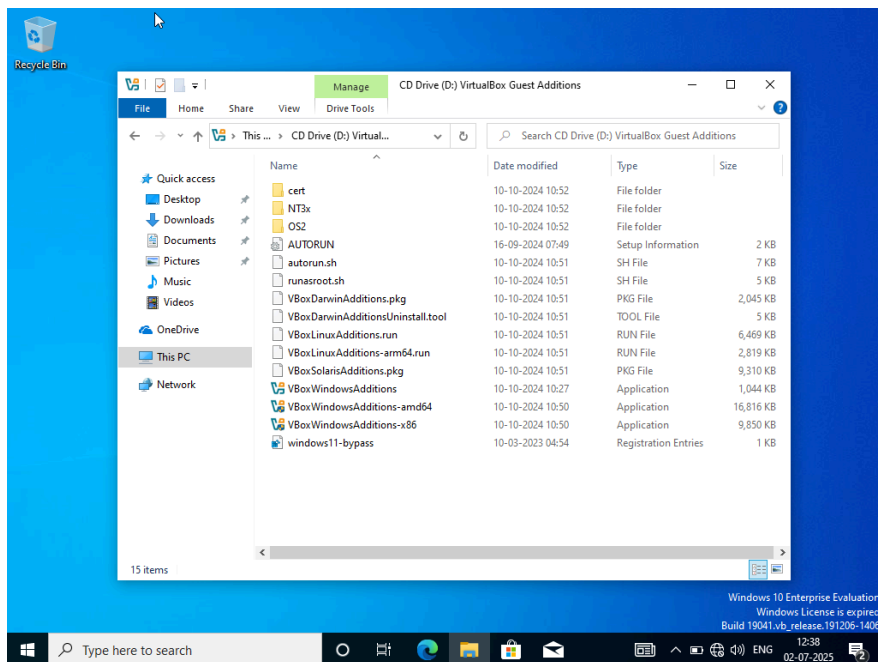 Recycle Bin
Manage CD Drive (D:) VirtualBox Guest Additions
File Home Share View Drive Tools
This ... CD Drive (D:) Virtual... Search CD Drive (D:) VirtualBox Guest Additions
Name Date modified Type Size
Quick access
Desktop
Downloads
Documents
Pictures
Music
Videos
OneDrive
This PC
Network
cert 10-10-2024 10:52 File folder
NT3x 10-10-2024 10:52 File folder
OS2 10-10-2024 10:52 File folder
AUTORUN 16-09-2024 07:49 Setup Information 2 KB
autorun.sh 10-10-2024 10:51 SH File 7 KB
runasroot.sh 10-10-2024 10:51 SH File 5 KB
VBoxDarwinAdditions.pkg 10-10-2024 10:51 PKG File 2,045 KB
VBoxDarwinAdditionsUninstall.tool 10-10-2024 10:51 TOOL File 5 KB
VBoxLinuxAdditions.run 10-10-2024 10:51 RUN File 6,469 KB
VBoxLinuxAdditions-arm64.run 10-10-2024 10:51 RUN File 2,819 KB
VBoxSolarisAdditions.pkg 10-10-2024 10:51 PKG File 9,310 KB
VBoxWindowsAdditions 10-10-2024 10:27 Application 1,044 KB
VBoxWindowsAdditions-amd64 10-10-2024 10:50 Application 16,816 KB
VBoxWindowsAdditions-x86 10-10-2024 10:50 Application 9,850 KB
windows11-bypass 10-03-2023 04:54 Registration Entries 1 KB
15 items
Windows 10 Enterprise Evaluation
Windows License is expired
Build 19041.vb_release.191206-1406
Type here to search ENG 12:38
02-07-2025 2